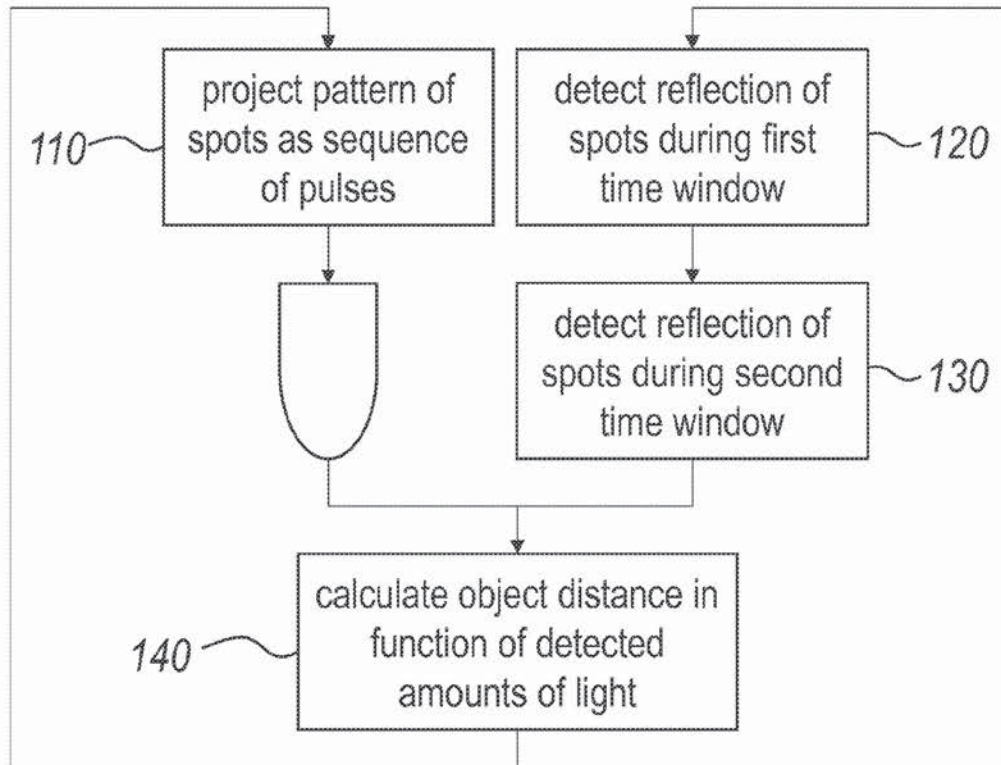 110
project pattern of
spots as sequence
of pulses
detect reflection of
spots during first
time window
120
detect reflection of
spots during second
time window
130
140
calculate object distance in
function of detected
amounts of light